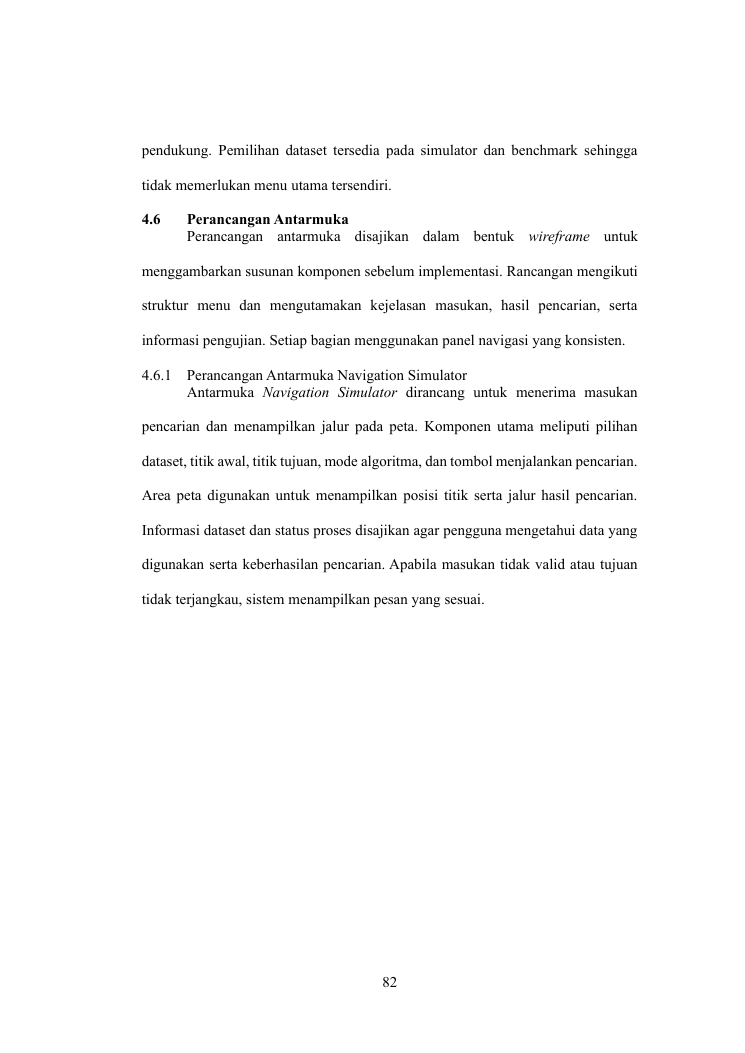 pendukung. Pemilihan dataset tersedia pada simulator dan benchmark sehingga
tidak memerlukan menu utama tersendiri.
4.6 Perancangan Antarmuka
Perancangan antarmuka disajikan dalam bentuk wireframe untuk
menggambarkan susunan komponen sebelum implementasi. Rancangan mengikuti
struktur menu dan mengutamakan kejelasan masukan, hasil pencarian, serta
informasi pengujian. Setiap bagian menggunakan panel navigasi yang konsisten.
4.6.1 Perancangan Antarmuka Navigation Simulator
Antarmuka Navigation Simulator dirancang untuk menerima masukan
pencarian dan menampilkan jalur pada peta. Komponen utama meliputi pilihan
dataset, titik awal, titik tujuan, mode algoritma, dan tombol menjalankan pencarian.
Area peta digunakan untuk menampilkan posisi titik serta jalur hasil pencarian.
Informasi dataset dan status proses disajikan agar pengguna mengetahui data yang
digunakan serta keberhasilan pencarian. Apabila masukan tidak valid atau tujuan
tidak terjangkau, sistem menampilkan pesan yang sesuai.
82